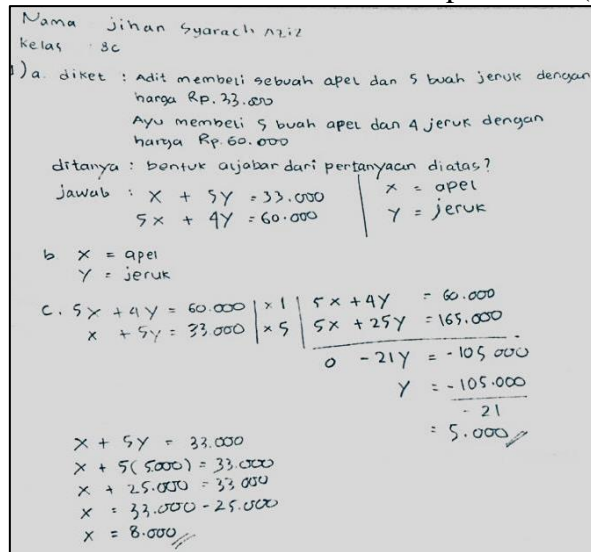 Nama jihan Syarach Aziz
kelas 8c
1) a. diket : Adit membeli sebuah apel dan 5 buah jeruk dengan
harga Rp. 33.000
Ayu membeli 5 buah apel dan 4 jeruk dengan
harga Rp. 60.000
ditanya : bentuk aljabar dari pertanyaan diatas?
jawab : x + 5y = 33.000 | x = apel
5x + 4y = 60.000 | y = jeruk
b x = apel
y = jeruk
c. 5x + 4y = 60.000 | x 1 | 5x + 4y = 60.000
x + 5y = 33.000 | x 5 | 5x + 25y = 165.000
0 - 21y = - 105 000
y = - 105.000
- 21
= 5.000
x + 5y = 33.000
x + 5(5000) = 33.000
x + 25.000 = 33 000
x = 33.000 - 25.000
x = 8.000